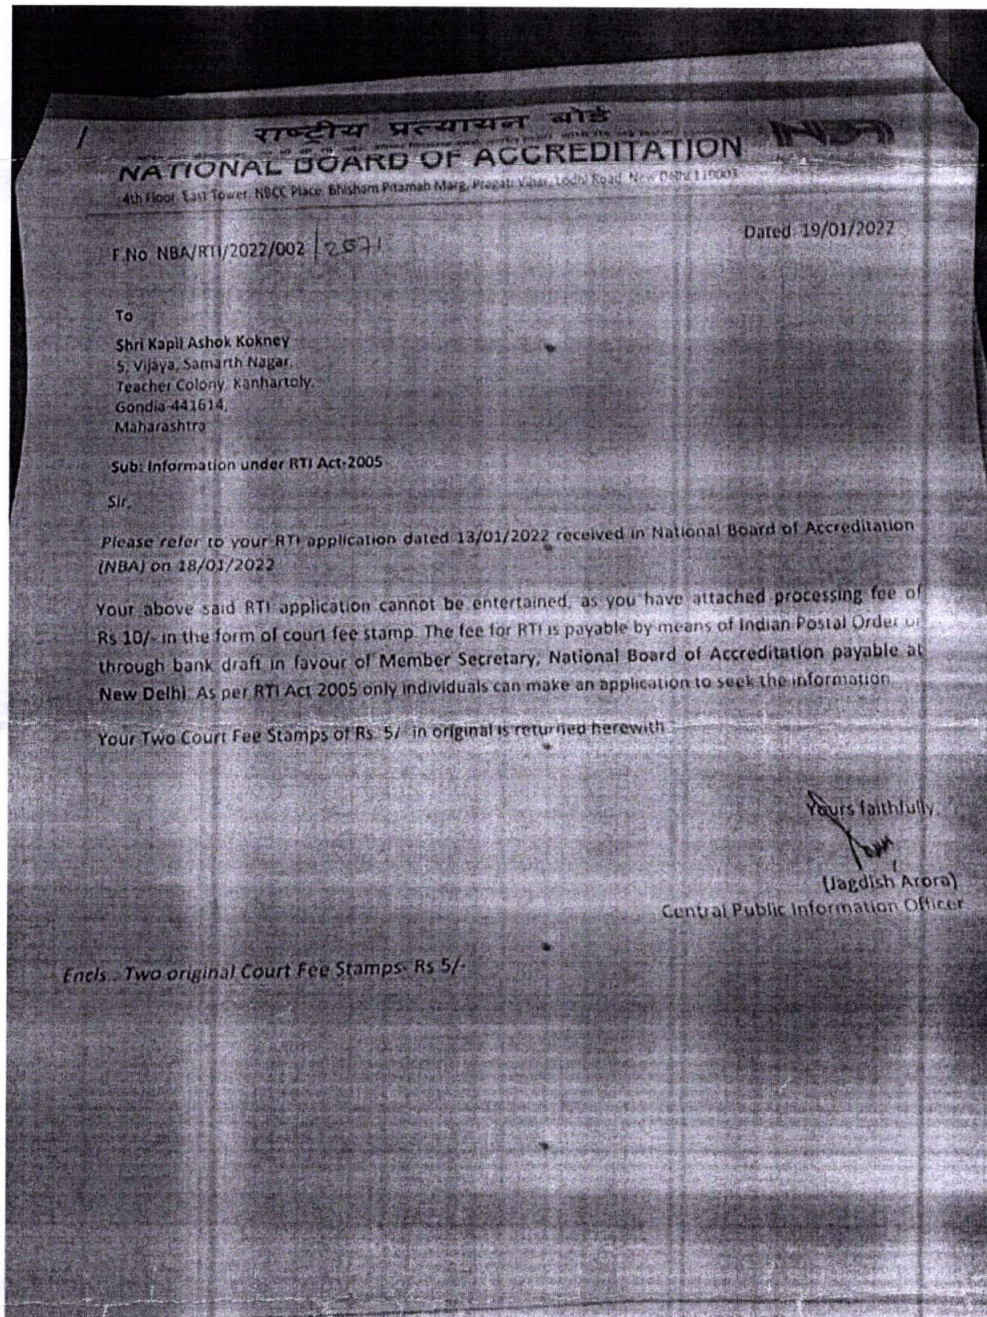 राष्ट्रीय प्रत्यायन बोर्ड
NATIONAL BOARD OF ACCREDITATION
4th Floor, East Tower, NBCC Place, Bhisham Pitamah Marg, Pragati Vihar, Lodhi Road, New Delhi 110003
F.No NBA/RTI/2022/002
Dated: 19/01/2022
To
Shri Kapil Ashok Kokney
5, Vijaya, Samarth Nagar,
Teacher Colony, Kanhartoly,
Gondia-441614,
Maharashtra
Sub: Information under RTI Act-2005
Sir,
Please refer to your RTI application dated 13/01/2022 received in National Board of Accreditation
(NBA) on 18/01/2022
Your above said RTI application cannot be entertained, as you have attached processing fee of
Rs 10/- in the form of court fee stamp. The fee for RTI is payable by means of Indian Postal Order or
through bank draft in favour of Member Secretary, National Board of Accreditation payable at
New Delhi. As per RTI Act 2005 only individuals can make an application to seek the information.
Your Two Court Fee Stamps of Rs. 5/- in original is returned herewith.
Yours faithfully,
(Jagdish Arora)
Central Public Information Officer
Encls.. Two original Court Fee Stamps- Rs 5/-